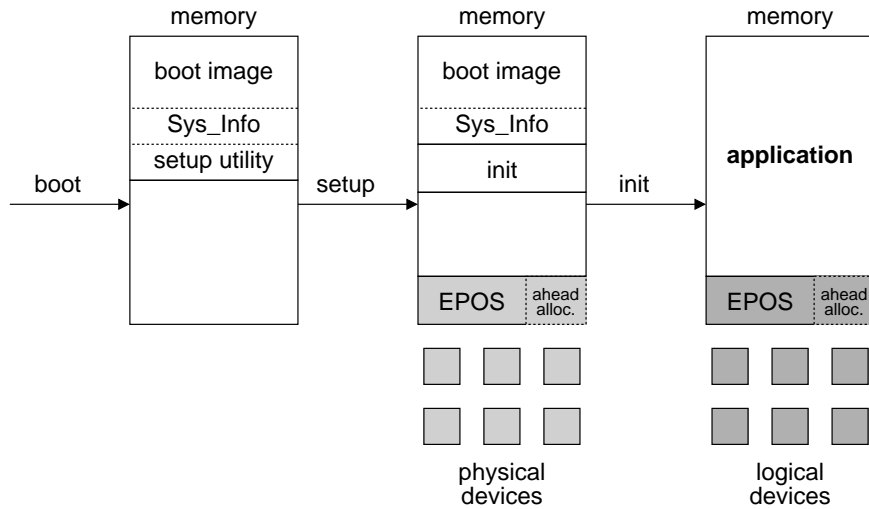 memory
memory
memory
boot image
Sys_Info
setup utility
boot image
Sys_Info
init
application
boot
setup
init
EPOS
ahead
alloc.
EPOS
ahead
alloc.
physical
devices
logical
devices